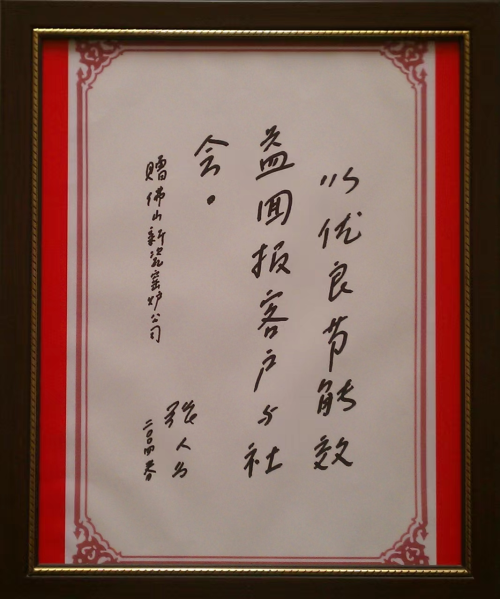 以优良节能效
益回报客户与社
会。
赠佛山新瓷窑炉公司
张人为
二〇〇四春